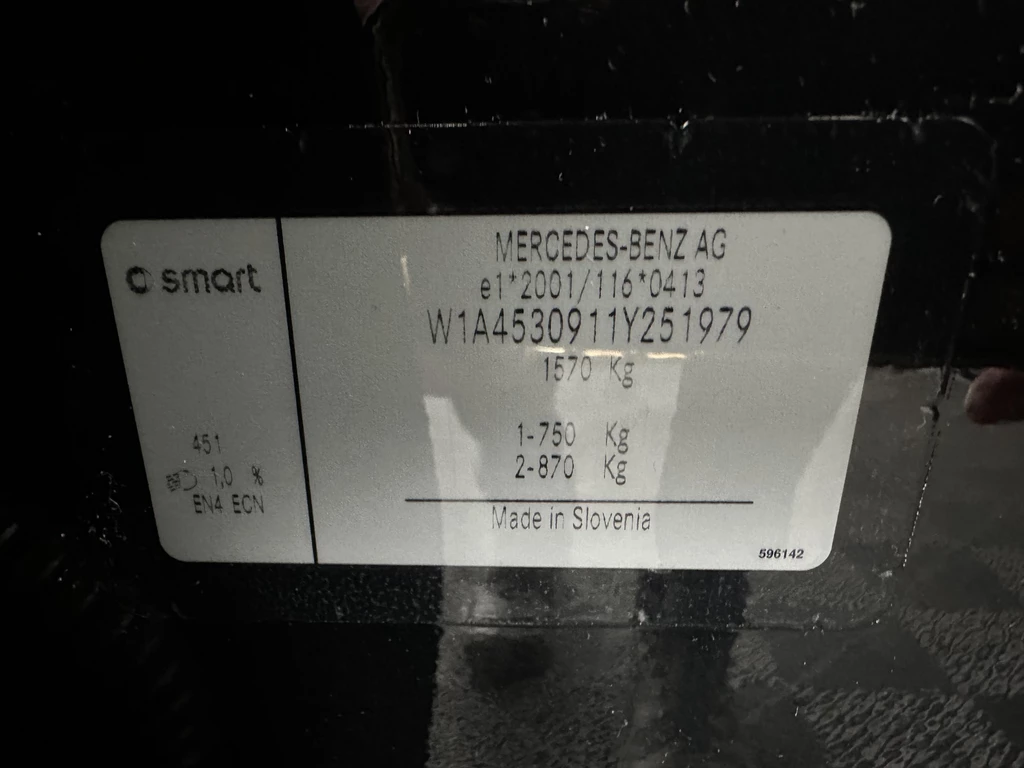 smart
451
1,0 %
EN4 ECN
MERCEDES-BENZ AG
e1*2001/116*0413
W1A4530911Y251979
1570 Kg
1-750 Kg
2-870 Kg
Made in Slovenia
596142